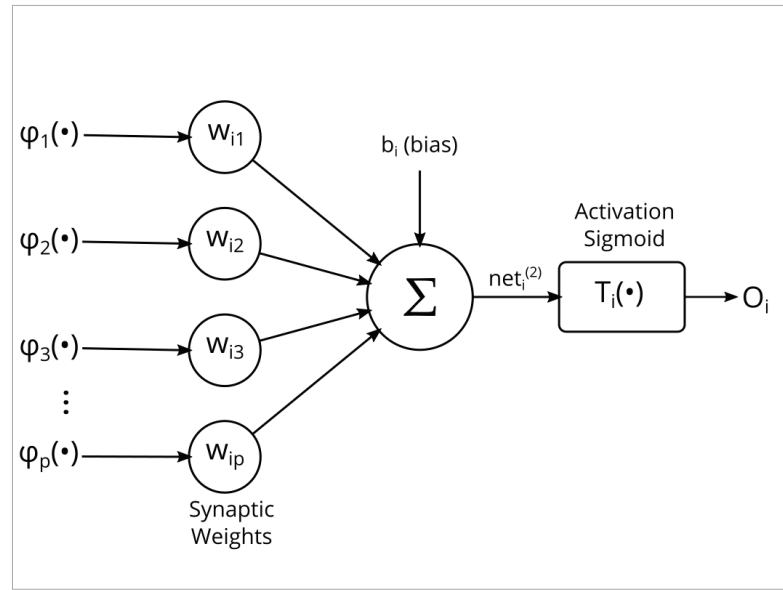 φ₁(•)
w_i1
φ₂(•)
w_i2
φ₃(•)
w_i3
⋮
φₚ(•)
w_ip
Synaptic
Weights
b_i (bias)
Σ
net_i^(2)
Activation
Sigmoid
T_i(•)
O_i